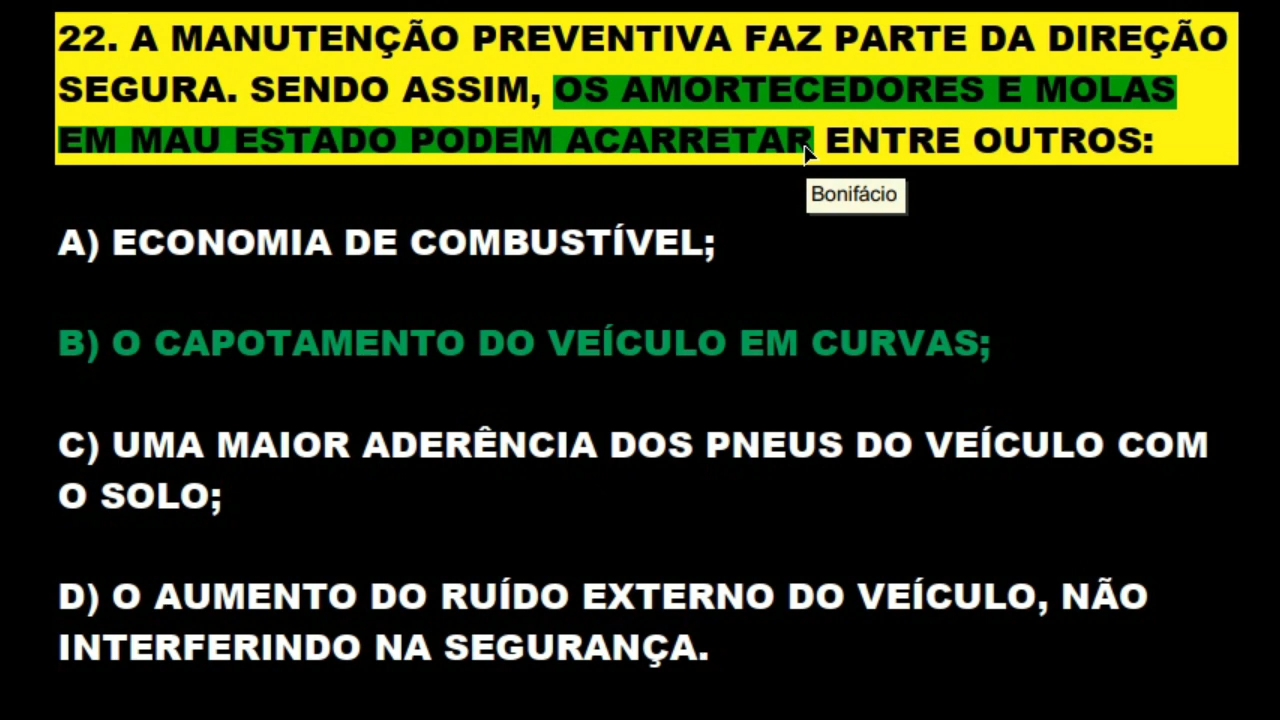 22. A MANUTENÇÃO PREVENTIVA FAZ PARTE DA DIREÇÃO
SEGURA. SENDO ASSIM, OS AMORTECEDORES E MOLAS
EM MAU ESTADO PODEM ACARRETAR ENTRE OUTROS:
Bonifácio
A) ECONOMIA DE COMBUSTÍVEL;
B) O CAPOTAMENTO DO VEÍCULO EM CURVAS;
C) UMA MAIOR ADERÊNCIA DOS PNEUS DO VEÍCULO COM
O SOLO;
D) O AUMENTO DO RUÍDO EXTERNO DO VEÍCULO, NÃO
INTERFERINDO NA SEGURANÇA.